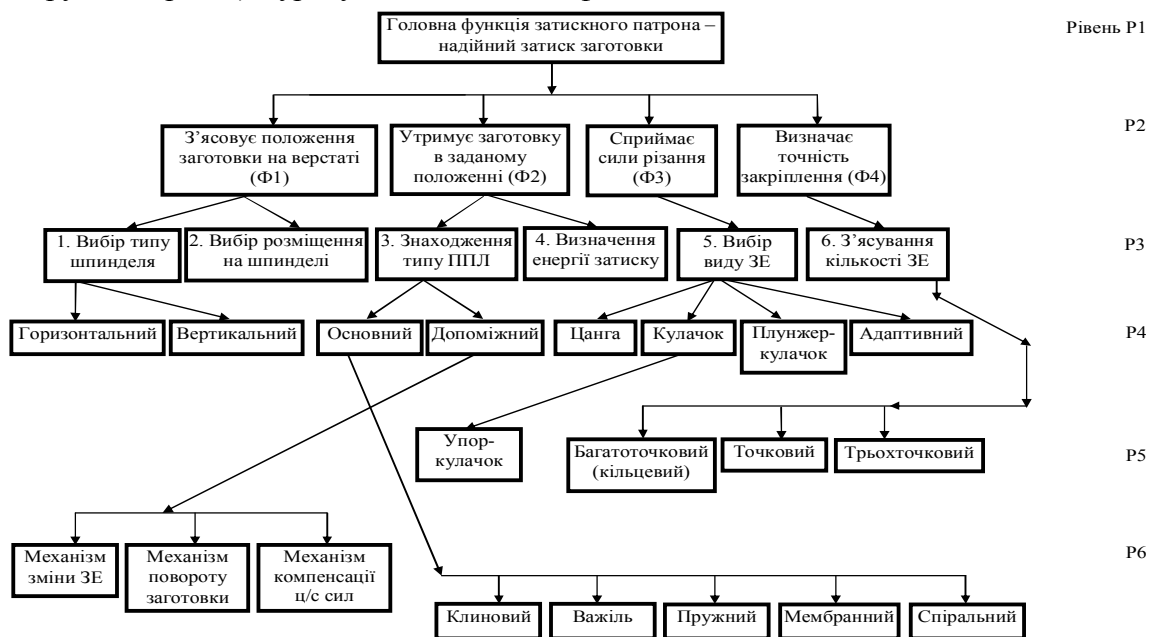 Головна функція затискного патрона –
надійний затиск заготовки
Рівень Р1
З’ясовує положення
заготовки на верстаті
(Ф1)
Утримує заготовку
в заданому
положенні (Ф2)
Сприймає
сили різання
(Ф3)
Визначає
точність
закріплення (Ф4)
Р2
1. Вибір типу
шпинделя
2. Вибір розміщення
на шпинделі
3. Знаходження
типу ППЛ
4. Визначення
енергії затиску
5. Вибір
виду ЗЕ
6. З’ясування
кількості ЗЕ
Р3
Горизонтальний
Вертикальний
Основний
Допоміжний
Цанга
Кулачок
Плунжер-
кулачок
Адаптивний
Р4
Упор-
кулачок
Багатоточковий
(кільцевий)
Точковий
Трьохточковий
Р5
Механізм
зміни ЗЕ
Механізм
повороту
заготовки
Механізм
компенсації
ц/с сил
Р6
Клиновий
Важіль
Пружний
Мембранний
Спіральний